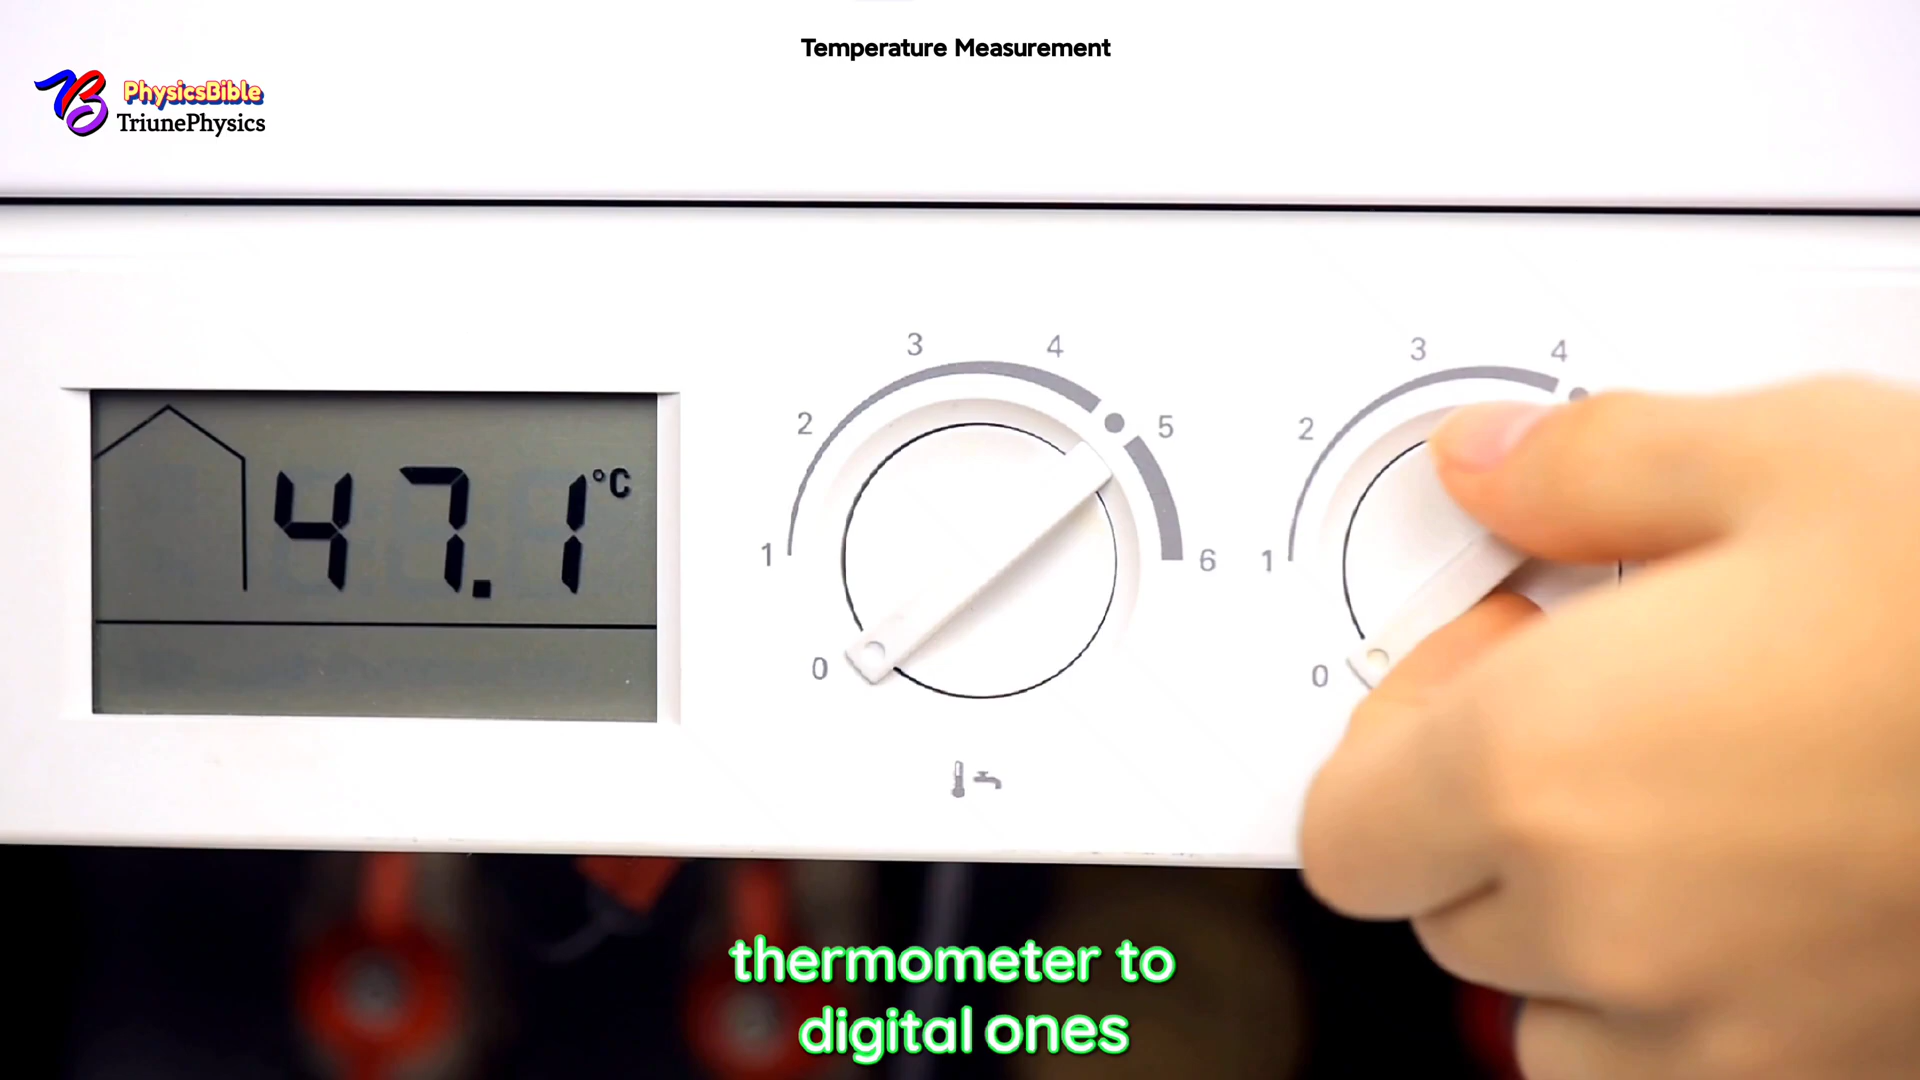 Temperature Measurement
PhysicsBible
TriunePhysics
47.1 °C
3 4
2 5
1 6
0
3 4
2
1
0
thermometer to
digital ones